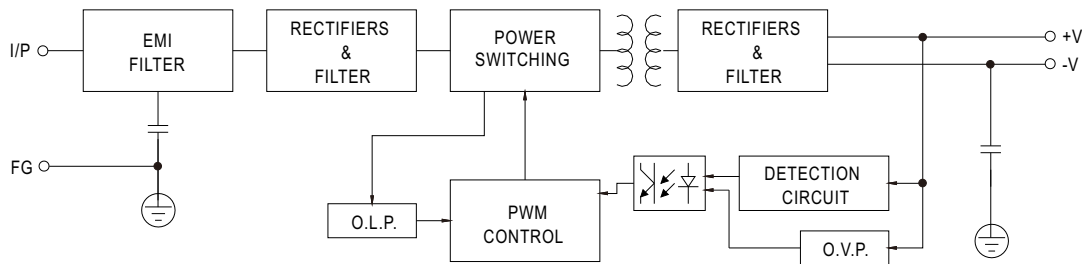 I/P
EMI
FILTER
RECTIFIERS
&
FILTER
POWER
SWITCHING
RECTIFIERS
&
FILTER
+V
-V
FG
O.L.P.
PWM
CONTROL
DETECTION
CIRCUIT
O.V.P.